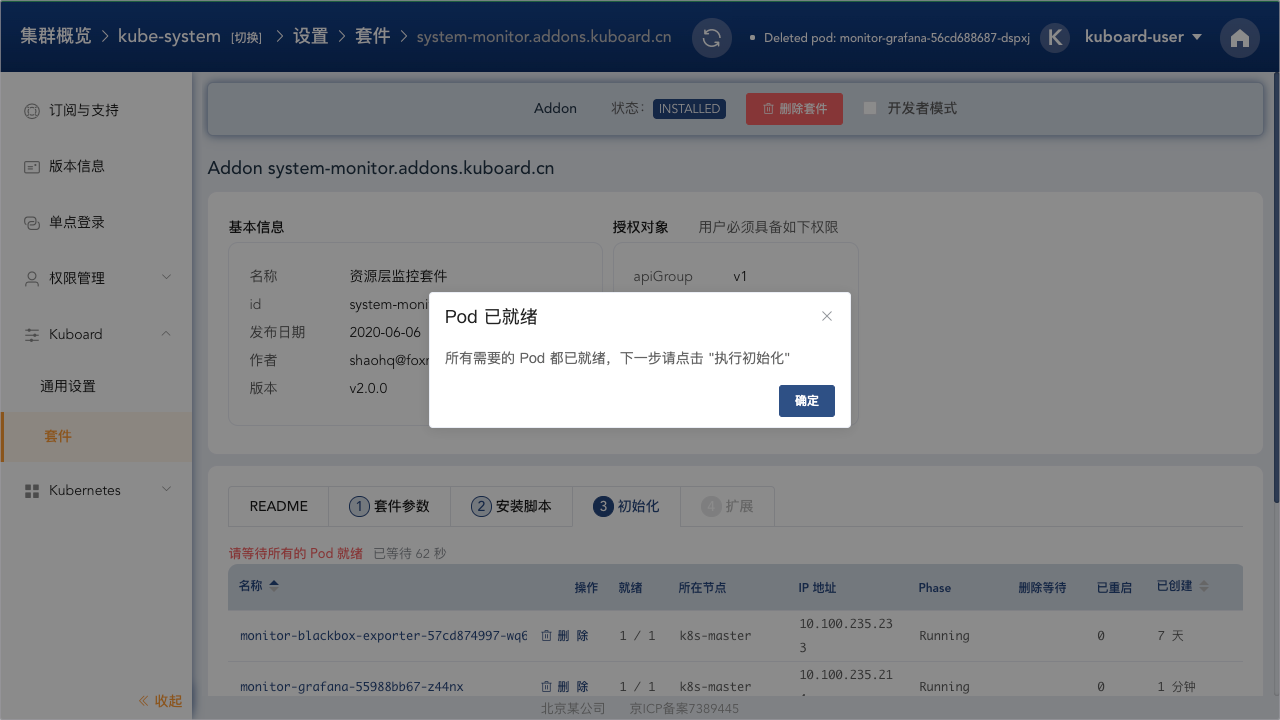 集群概览 > kube-system [切换] > 设置 > 套件 > system-monitor.addons.kuboard.cn
• Deleted pod: monitor-grafana-56cd688687-dspxj
K kuboard-user
订阅与支持
版本信息
单点登录
权限管理
Kuboard
通用设置
套件
Kubernetes
« 收起
Addon 状态: INSTALLED 删除套件 开发者模式
Addon system-monitor.addons.kuboard.cn
基本信息
名称 资源层监控套件
id system-moni
发布日期 2020-06-06
作者
版本 v2.0.0
授权对象 用户必须具备如下权限
apiGroup v1
Pod 已就绪
所有需要的 Pod 都已就绪，下一步请点击 "执行初始化"
确定
README 1 套件参数 2 安装脚本 3 初始化 4 扩展
请等待所有的 Pod 就绪 已等待 62 秒
名称 操作 就绪 所在节点 IP 地址 Phase 删除等待 已重启 已创建
monitor-blackbox-exporter-57cd874997-wq6 删 除 1 / 1 k8s-master 10.100.235.23
3 Running 0 7 天
monitor-grafana-55988bb67-z44nx 删 除 1 / 1 k8s-master 10.100.235.21 Running 0 1 分钟
北京某公司 京ICP备案7389445